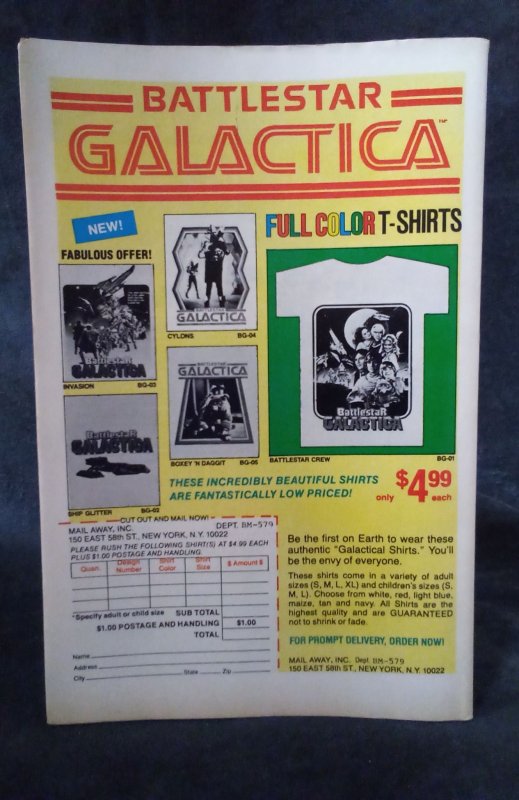 BATTLESTAR
GALACTICA™
NEW!
FULL COLOR T-SHIRTS
FABULOUS OFFER!
Battlestar
GALACTICA
INVASION BG-03
BATTLESTAR
GALACTICA
CYLONS BG-04
Battlestar
GALACTICA
SHIP GLITTER BG-02
BATTLESTAR
GALACTICA
BOXEY 'N DAGGIT BG-05
BattlestaR
GALACTICA
BATTLESTAR CREW BG-01
THESE INCREDIBLY BEAUTIFUL SHIRTS
ARE FANTASTICALLY LOW PRICED!
only $4.99 each
CUT OUT AND MAIL NOW!
MAIL AWAY, INC. DEPT. BM-579
150 EAST 58th ST., NEW YORK, N.Y. 10022
PLEASE RUSH THE FOLLOWING SHIRT(S) AT $4.99 EACH
PLUS $1.00 POSTAGE AND HANDLING.
Quan. Design Number Shirt Color Shirt Size $ Amount $
*Specify adult or child size SUB TOTAL
$1.00 POSTAGE AND HANDLING $1.00
TOTAL
Name
Address
City State Zip
Be the first on Earth to wear these
authentic "Galactical Shirts." You'll
be the envy of everyone.
These shirts come in a variety of adult
sizes (S, M, L, XL) and children's sizes (S,
M, L). Choose from white, red, light blue,
maize, tan and navy. All Shirts are the
highest quality and are GUARANTEED
not to shrink or fade.
FOR PROMPT DELIVERY, ORDER NOW!
MAIL AWAY, INC. Dept BM-579
150 EAST 58th ST., NEW YORK, N.Y. 10022